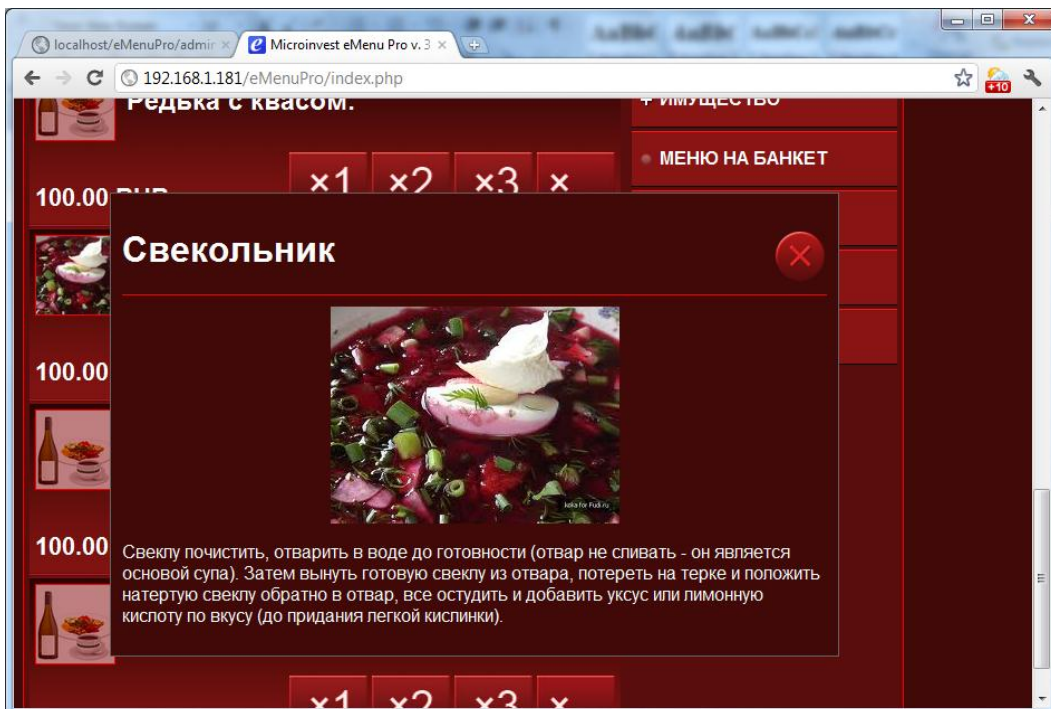 localhost/eMenuPro/admin
Microinvest eMenu Pro v. 3
192.168.1.181/eMenuPro/index.php
+10
Редька с квасом.
+ ИМУЩЕСТВО
МЕНЮ НА БАНКЕТ
×1 ×2 ×3 ×
100.00
Свекольник
100.00
100.00
Свеклу почистить, отварить в воде до готовности (отвар не сливать - он является
основой супа). Затем вынуть готовую свеклу из отвара, потереть на терке и положить
натертую свеклу обратно в отвар, все остудить и добавить уксус или лимонную
кислоту по вкусу (до придания легкой кислинки).
×1 ×2 ×3 ×